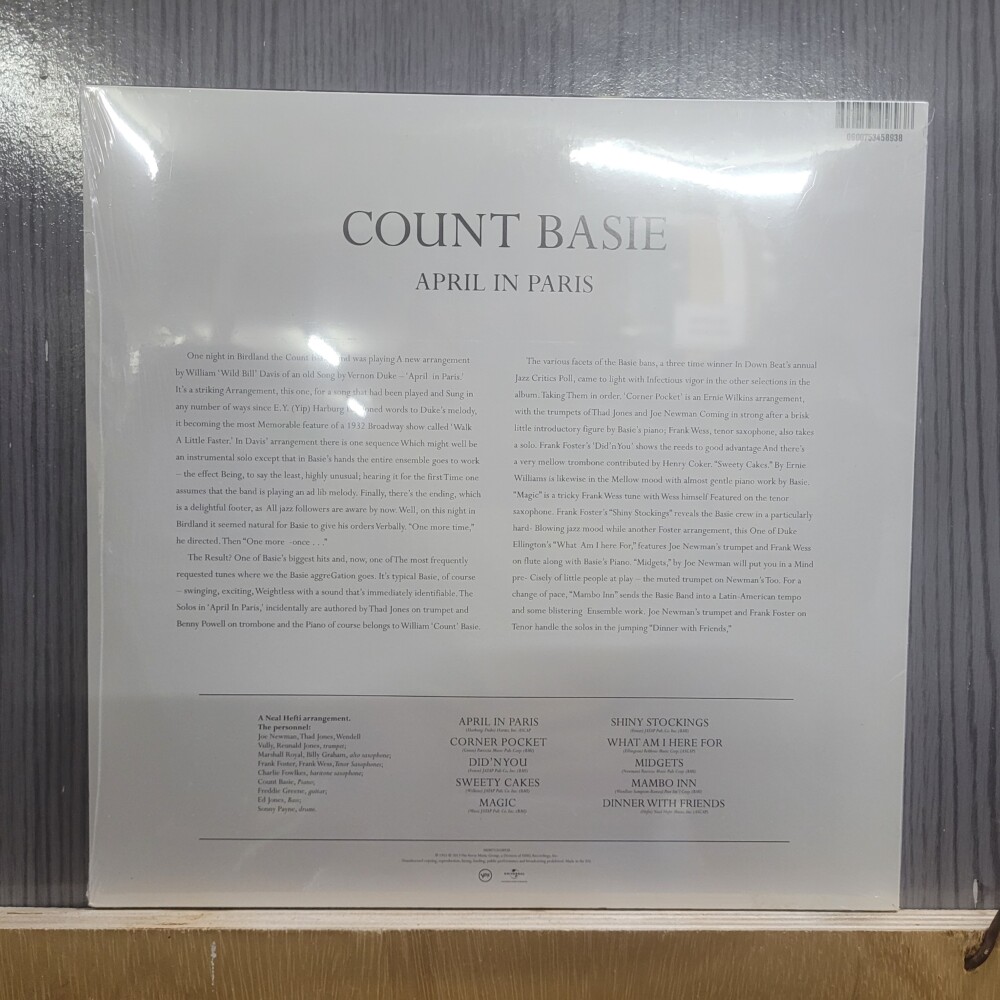 COUNT BASIE
APRIL IN PARIS
One night in Birdland the Count was playing A new arrangement
by William 'Wild Bill' Davis of an old Song by Vernon Duke – 'April in Paris.'
It's a striking Arrangement, this one, for a song that had been played and Sung in
any number of ways since E.Y. (Yip) Harburg words to Duke's melody,
it becoming the most Memorable feature of a 1932 Broadway show called 'Walk
A Little Faster.' In Davis' arrangement there is one sequence Which might well be
an instrumental solo except that in Basie's hands the entire ensemble goes to work
– the effect Being, to say the least, highly unusual; hearing it for the first Time one
assumes that the band is playing an ad lib melody. Finally, there's the ending, which
is a delightful footer, as All jazz followers are aware by now. Well, on this night in
Birdland it seemed natural for Basie to give his orders Verbally. "One more time,"
he directed. Then "One more -once . . ."
The Result? One of Basie's biggest hits and, now, one of The most frequently
requested tunes where we the Basie aggreGation goes. It's typical Basie, of course
– swinging, exciting, Weightless with a sound that's immediately identifiable. The
Solos in 'April In Paris,' incidentally are authored by Thad Jones on trumpet and
Benny Powell on trombone and the Piano of course belongs to William 'Count' Basie.
The various facets of the Basie bans, a three time winner In Down Beat's annual
Jazz Critics Poll, came to light with Infectious vigor in the other selections in the
album. Taking Them in order. 'Corner Pocket' is an Ernie Wilkins arrangement,
with the trumpets of Thad Jones and Joe Newman Coming in strong after a brisk
little introductory figure by Basie's piano; Frank Wess, tenor saxophone, also takes
a solo. Frank Foster's 'Did'n You' shows the reeds to good advantage And there's
a very mellow trombone contributed by Henry Coker. "Sweety Cakes." By Ernie
Williams is likewise in the Mellow mood with almost gentle piano work by Basie.
"Magic" is a tricky Frank Wess tune with Wess himself Featured on the tenor
saxophone. Frank Foster's "Shiny Stockings" reveals the Basie crew in a particularly
hard- Blowing jazz mood while another Foster arrangement, this One of Duke
Ellington's "What Am I here For," features Joe Newman's trumpet and Frank Wess
on flute along with Basie's Piano. "Midgets," by Joe Newman will put you in a Mind
pre- Cisely of little people at play – the muted trumpet on Newman's Too. For a
change of pace, "Mambo Inn" sends the Basie Band into a Latin-American tempo
and some blistering Ensemble work. Joe Newman's trumpet and Frank Foster on
Tenor handle the solos in the jumping "Dinner with Friends,"
A Neal Hefti arrangement.
The personnel:
Joe Newman, Thad Jones, Wendell
Vully, Reunald Jones, trumpet;
Marshall Royal, Billy Graham, alto saxophone;
Frank Foster, Frank Wess, Tenor Saxophone;
Charlie Fowlkes, baritone saxophone;
Count Basie, Piano;
Freddie Greene, guitar;
Ed Jones, Bass;
Sonny Payne, drum.
APRIL IN PARIS
CORNER POCKET
DID'N YOU
SWEETY CAKES
MAGIC
SHINY STOCKINGS
WHAT AM I HERE FOR
MIDGETS
MAMBO INN
DINNER WITH FRIENDS